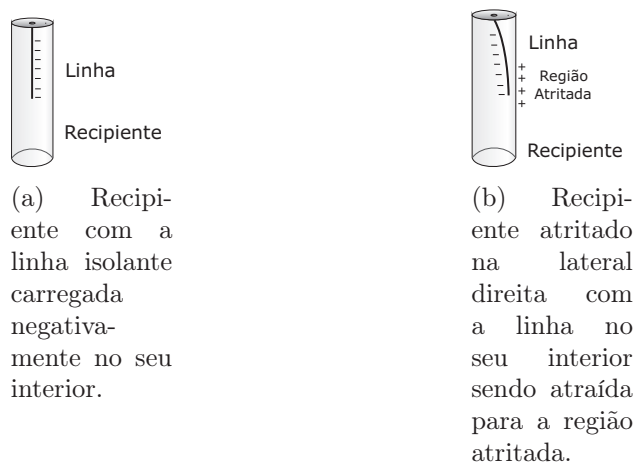 Linha
Recipiente
(a) Recipi-
ente com a
linha isolante
carregada
negativa-
mente no seu
interior.
Linha
Região
Atritada
Recipiente
(b) Recipi-
ente atritado
na lateral
direita com
a linha no
seu interior
sendo atraída
para a região
atritada.